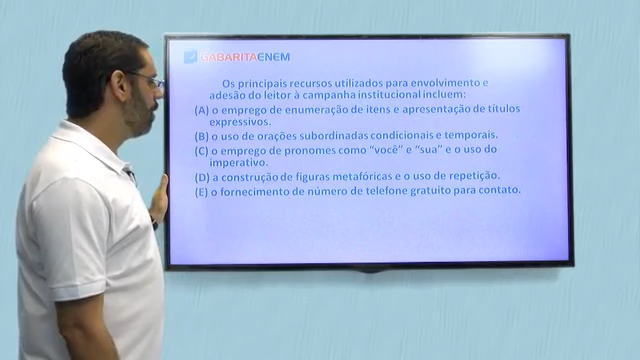 GABARITAENEM
Os principais recursos utilizados para envolvimento e
adesão do leitor à campanha institucional incluem:
(A) o emprego de enumeração de itens e apresentação de títulos
expressivos.
(B) o uso de orações subordinadas condicionais e temporais.
(C) o emprego de pronomes como “você” e “sua” e o uso do
imperativo.
(D) a construção de figuras metafóricas e o uso de repetição.
(E) o fornecimento de número de telefone gratuito para contato.